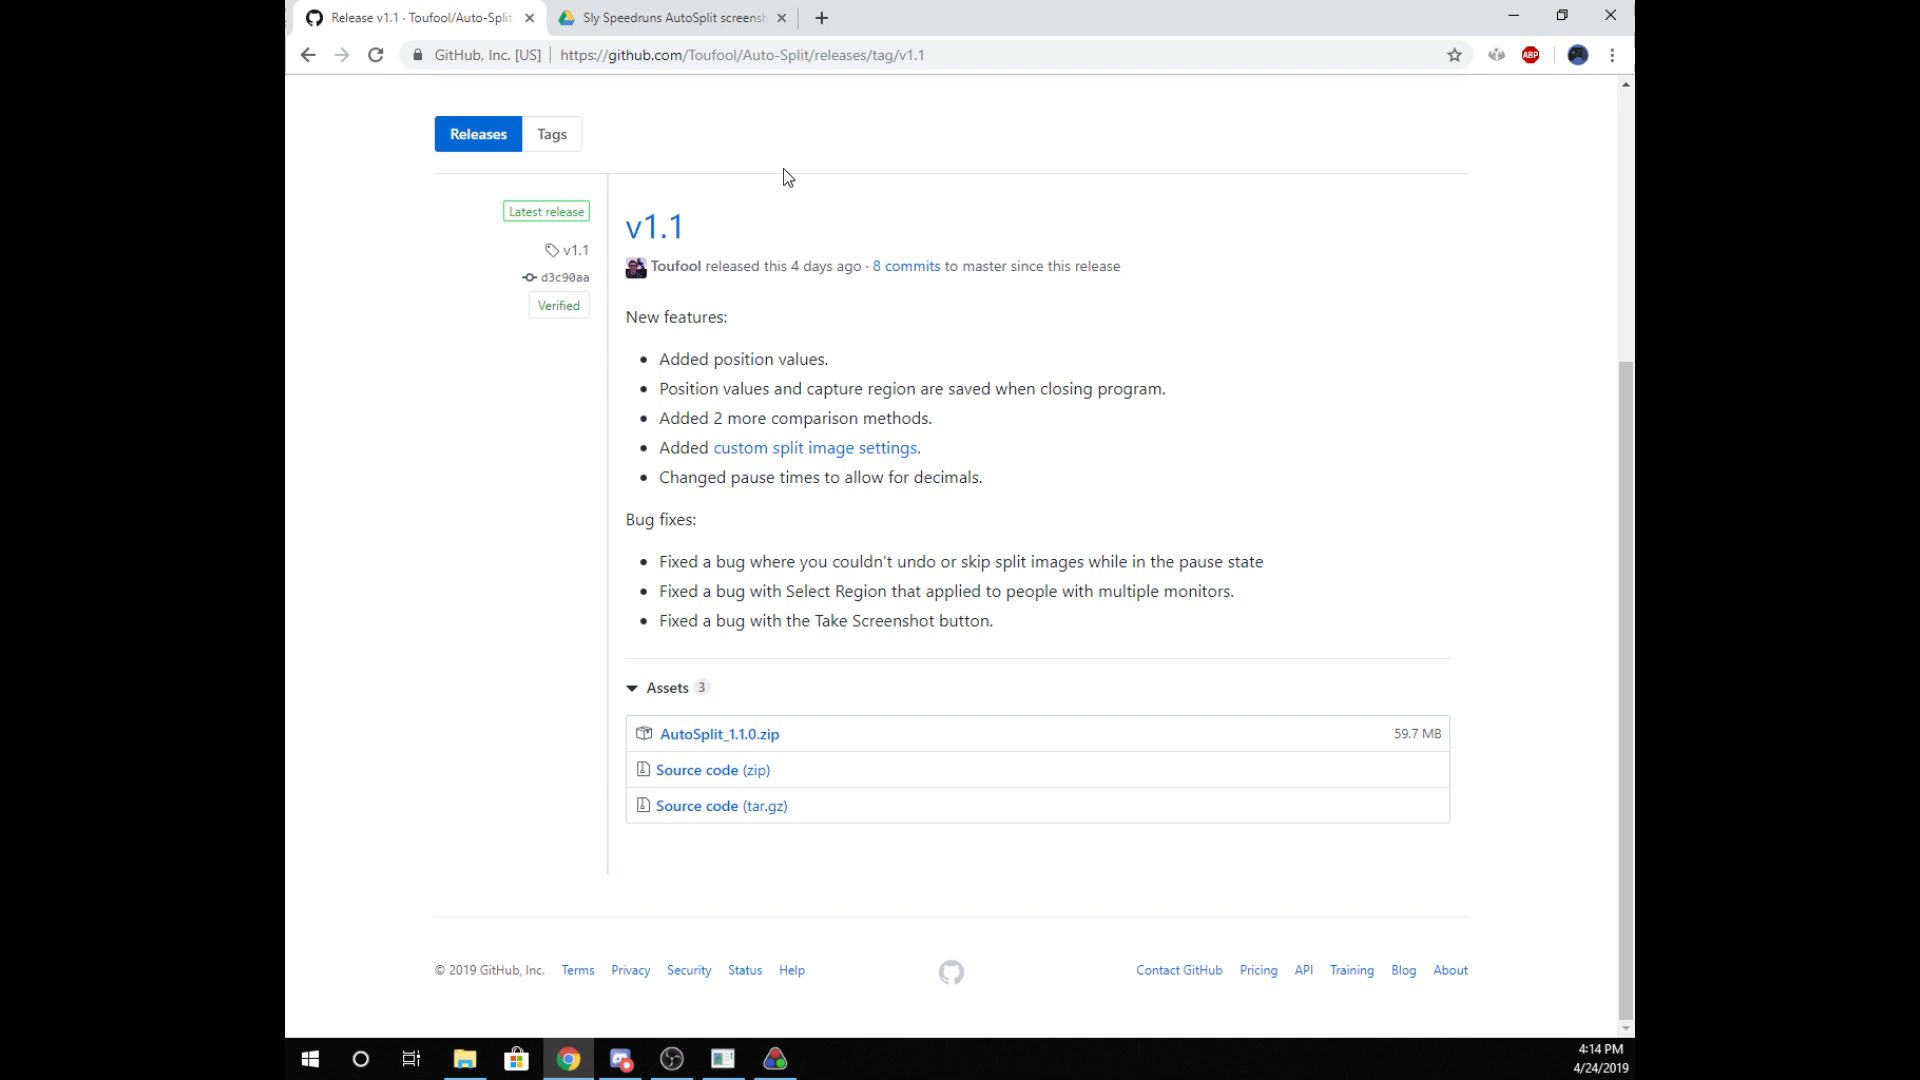 Release v1.1 · Toufool/Auto-Split
Sly Speedruns AutoSplit screensh
GitHub, Inc. [US]
https://github.com/Toufool/Auto-Split/releases/tag/v1.1
ABP
Releases
Tags
Latest release
v1.1
d3c90aa
Verified
v1.1
Toufool released this 4 days ago · 8 commits to master since this release
New features:
Added position values.
Position values and capture region are saved when closing program.
Added 2 more comparison methods.
Added custom split image settings.
Changed pause times to allow for decimals.
Bug fixes:
Fixed a bug where you couldn't undo or skip split images while in the pause state
Fixed a bug with Select Region that applied to people with multiple monitors.
Fixed a bug with the Take Screenshot button.
Assets 3
AutoSplit_1.1.0.zip
59.7 MB
Source code (zip)
Source code (tar.gz)
© 2019 GitHub, Inc.
Terms
Privacy
Security
Status
Help
Contact GitHub
Pricing
API
Training
Blog
About
4:14 PM
4/24/2019